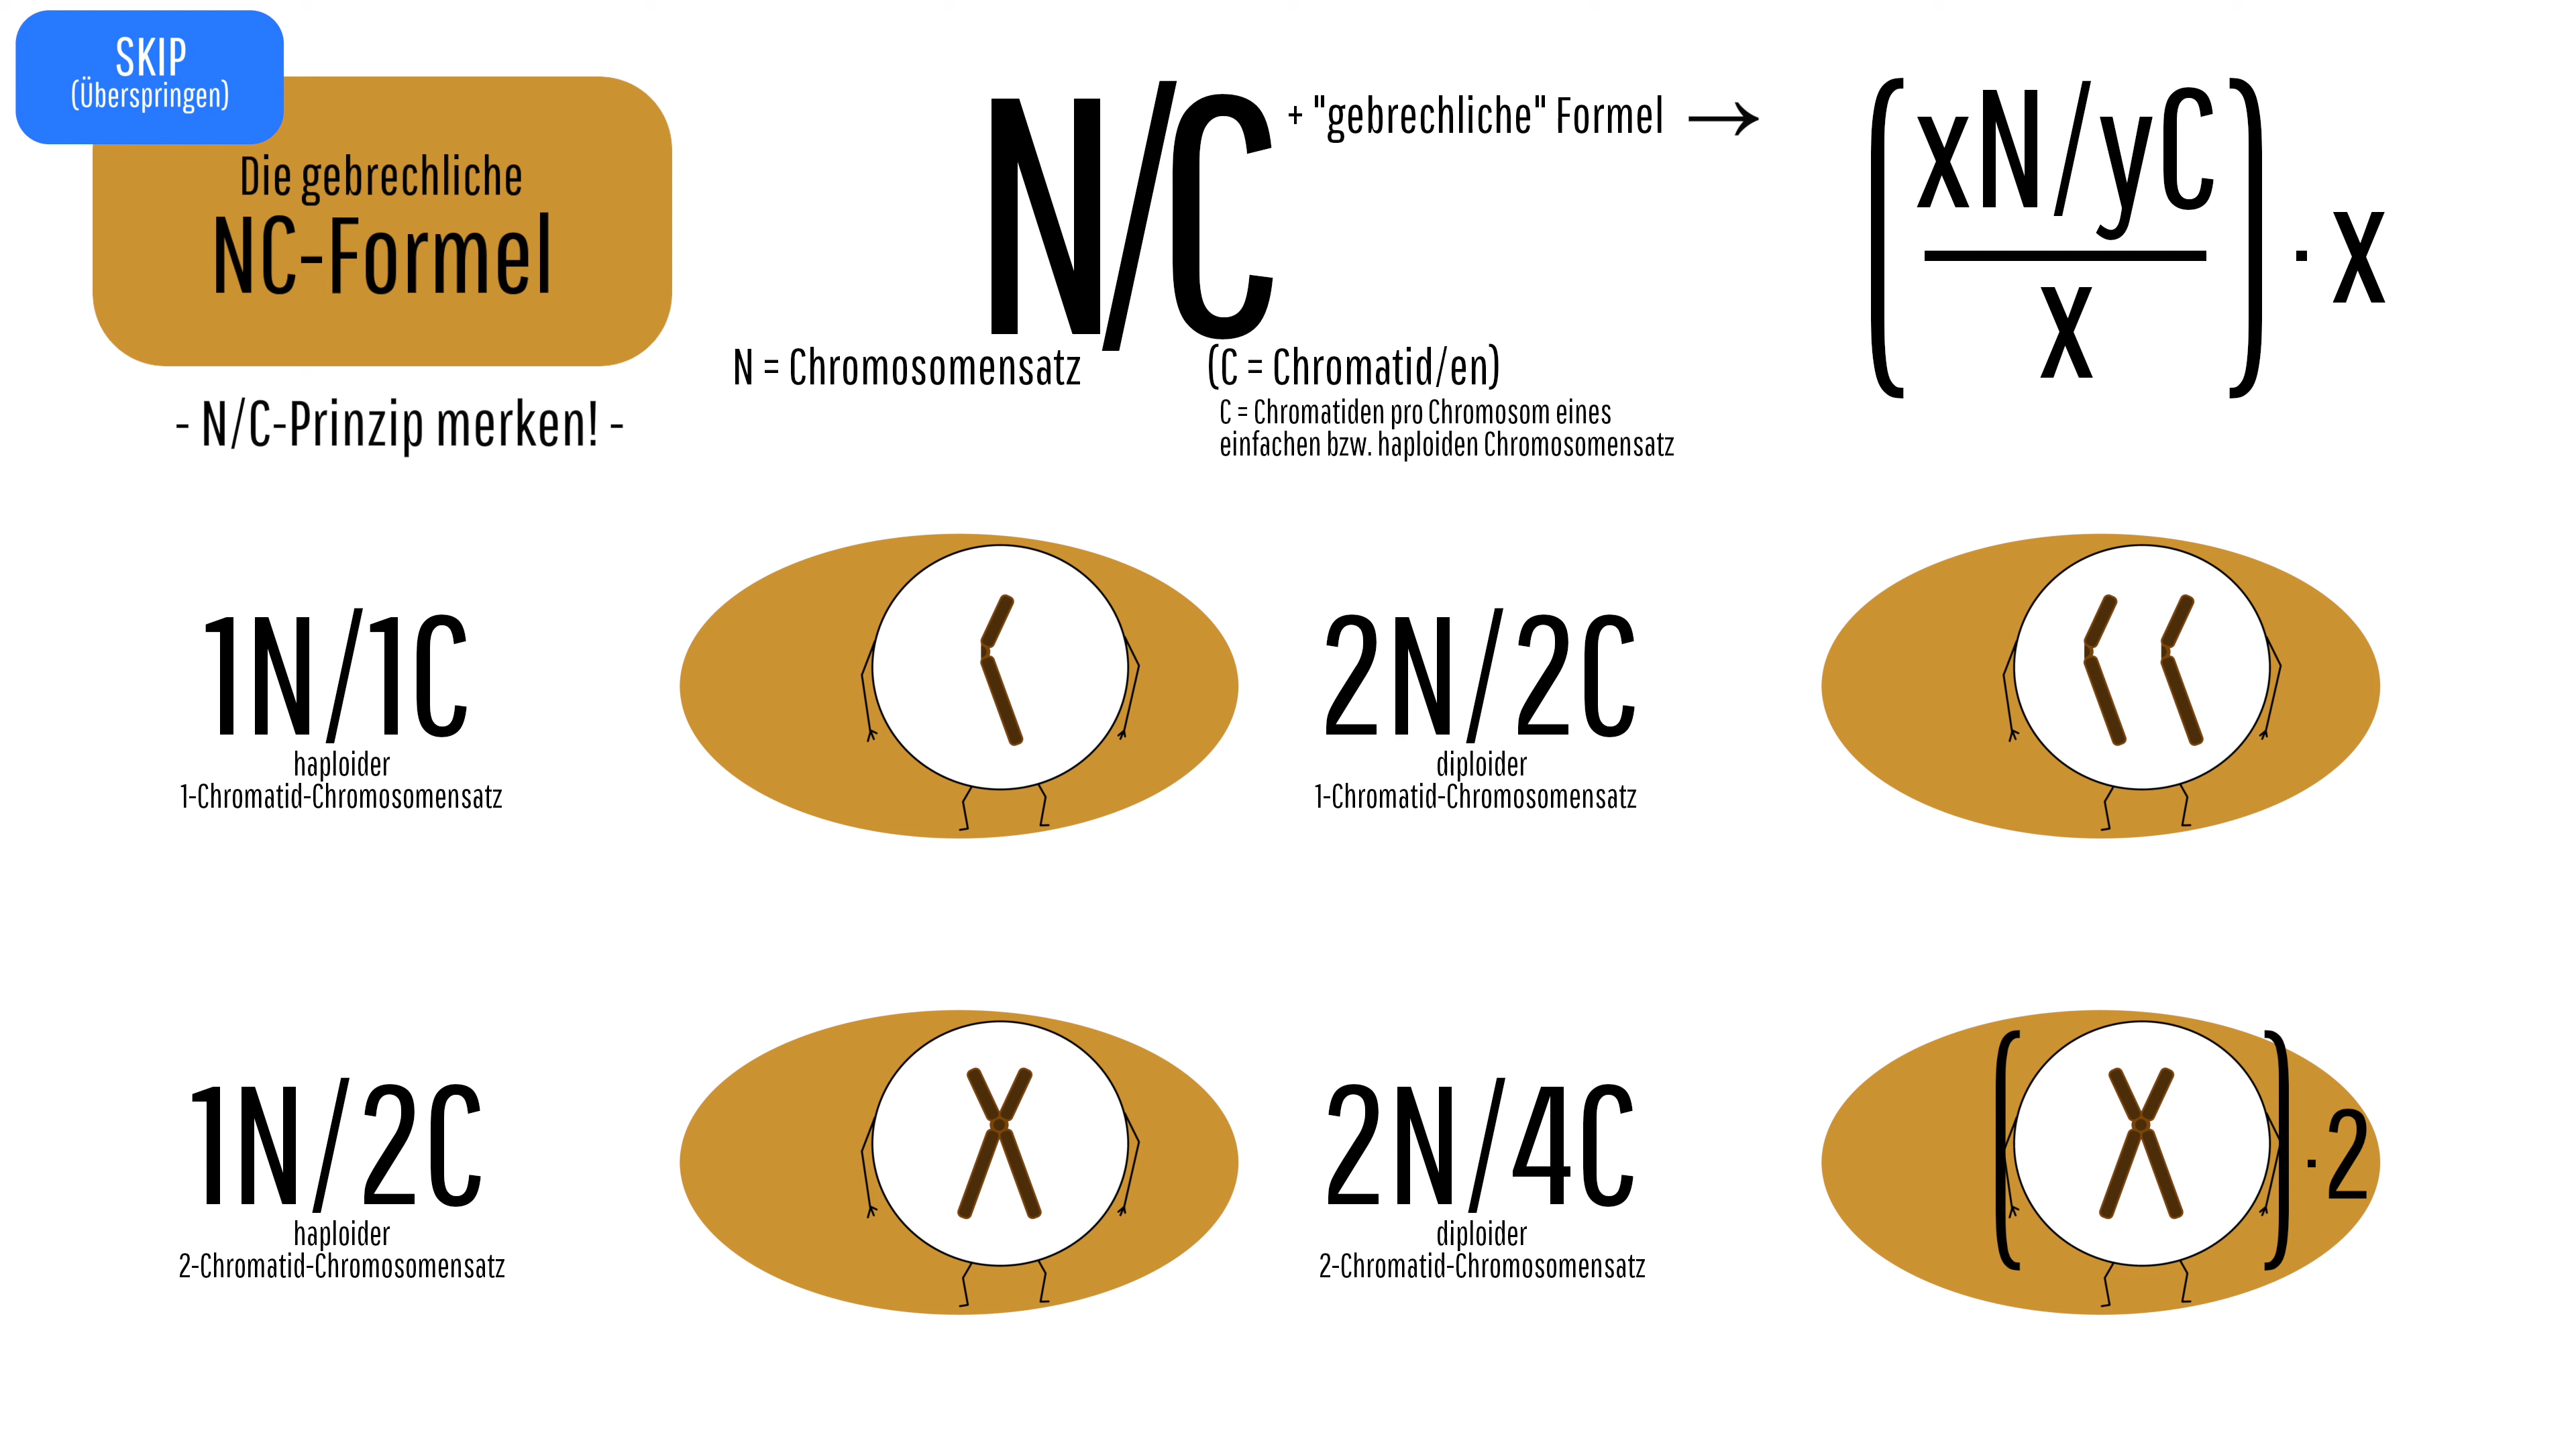 SKIP
(Überspringen)
Die gebrechliche
NC-Formel
- N/C-Prinzip merken! -
N/C
+ "gebrechliche" Formel →
N = Chromosomensatz
(C = Chromatid/en)
C = Chromatiden pro Chromosom eines
einfachen bzw. haploiden Chromosomensatz
(xN/yC
x) · x
1N/1C
haploider
1-Chromatid-Chromosomensatz
2N/2C
diploider
1-Chromatid-Chromosomensatz
1N/2C
haploider
2-Chromatid-Chromosomensatz
2N/4C
diploider
2-Chromatid-Chromosomensatz
( ) · 2